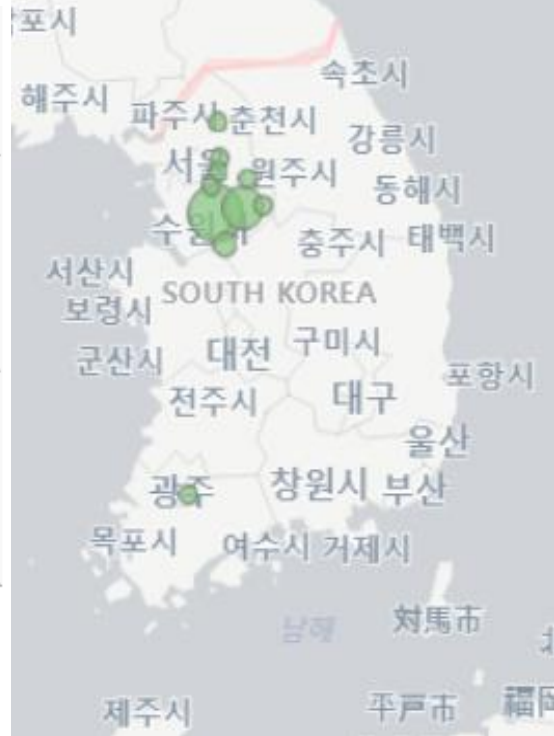 포시
속초시
해주시
파주시
춘천시
강릉시
서울
원주시
동해시
수원시
충주시
태백시
서산시
SOUTH KOREA
보령시
군산시
대전
구미시
포항시
전주시
대구
울산
광주
창원시
부산
목포시
여수시
거제시
남해
対馬市
제주시
平戸市
福岡